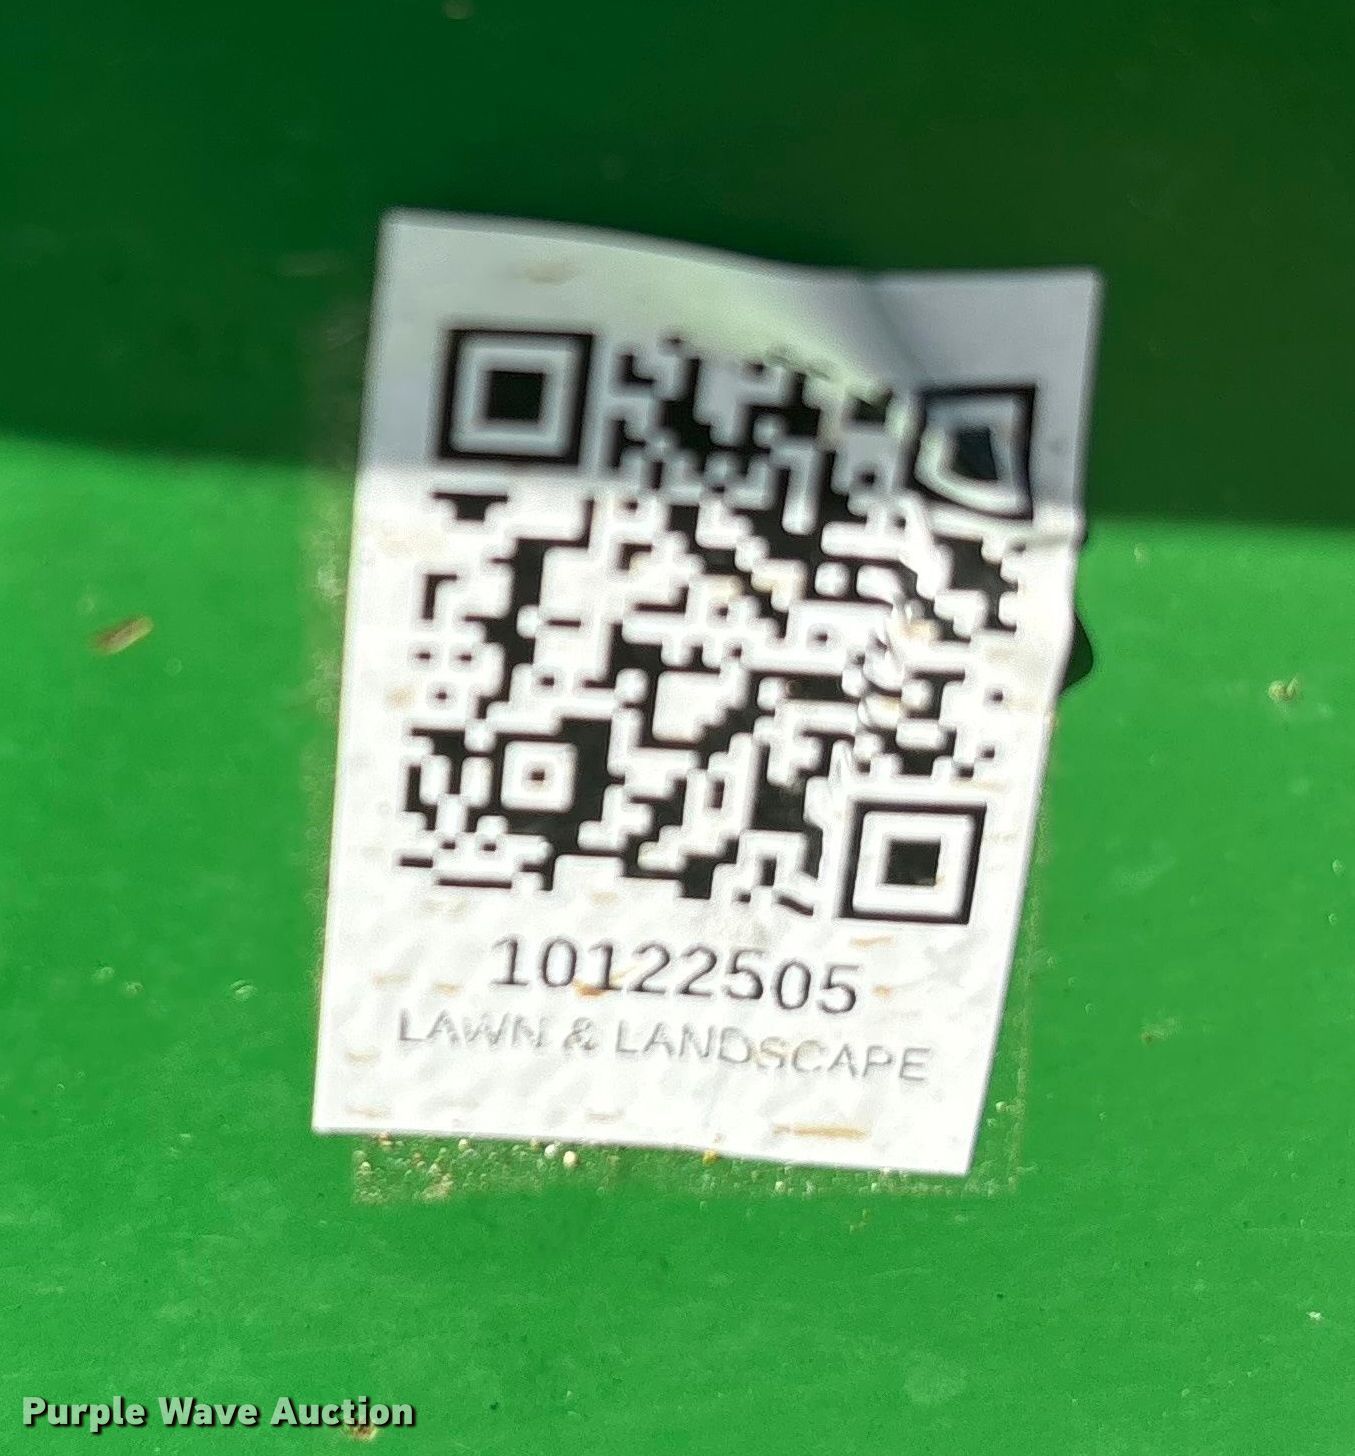 10122505
LAWN & LANDSCAPE
Purple Wave Auction